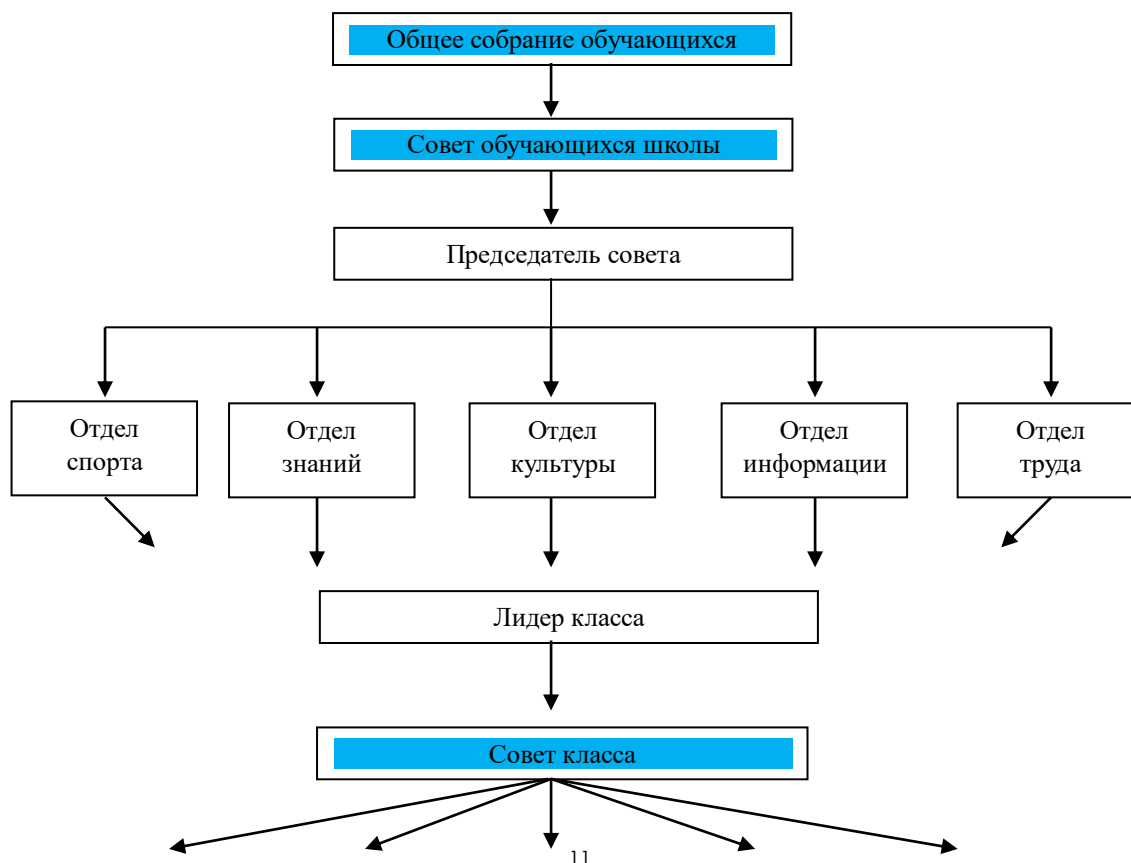 Общее собрание обучающихся
Совет обучающихся школы
Председатель совета
Отдел
спорта
Отдел
знаний
Отдел
культуры
Отдел
информации
Отдел
труда
Лидер класса
Совет класса
11